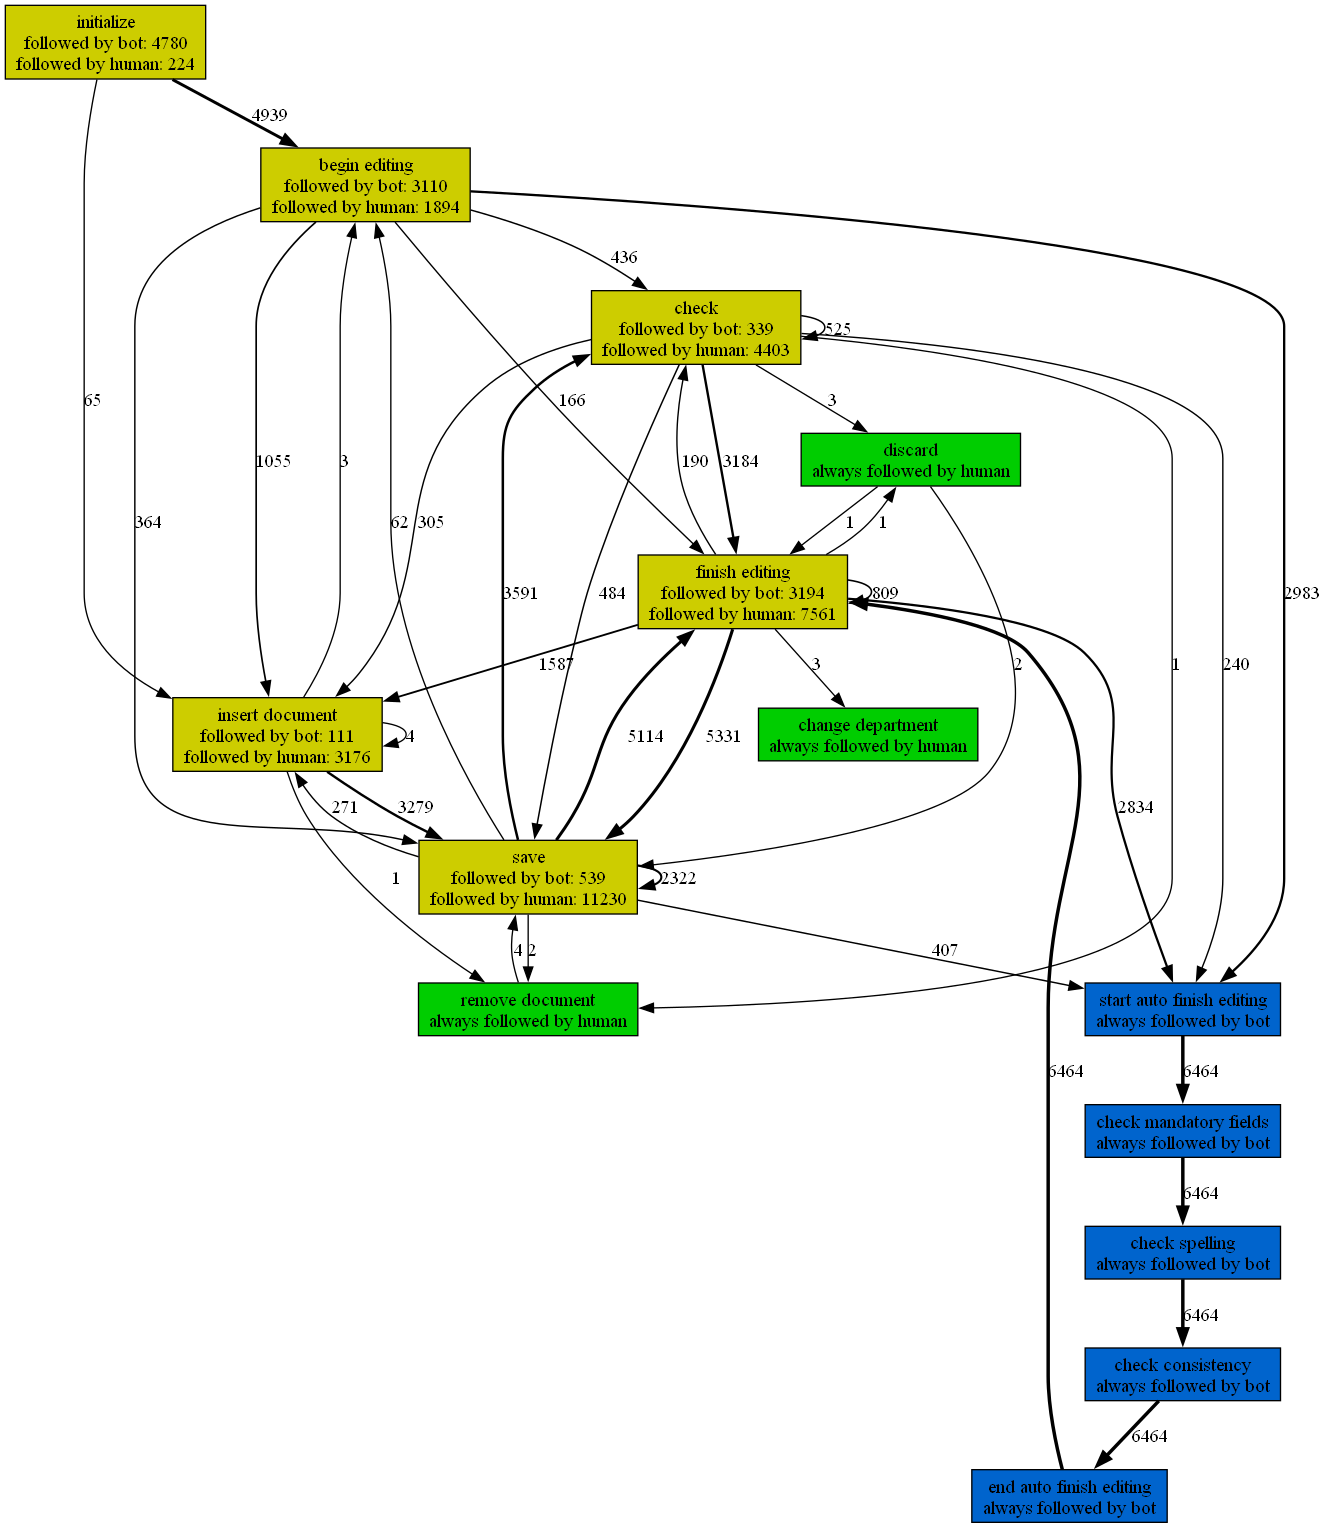 initialize
followed by bot: 4780
followed by human: 224
4939
begin editing
followed by bot: 3110
followed by human: 1894
436
check
followed by bot: 339
followed by human: 4403
525
65
166
3
discard
always followed by human
1055
3
190
3184
364
62
305
1
1
finish editing
followed by bot: 3194
followed by human: 7561
809
3591
484
2983
1587
3
2
1
240
insert document
followed by bot: 111
followed by human: 3176
4
change department
always followed by human
5114
5331
271
3279
2834
save
followed by bot: 539
followed by human: 11230
2322
1
4
2
407
remove document
always followed by human
start auto finish editing
always followed by bot
6464
6464
check mandatory fields
always followed by bot
6464
check spelling
always followed by bot
6464
check consistency
always followed by bot
6464
end auto finish editing
always followed by bot